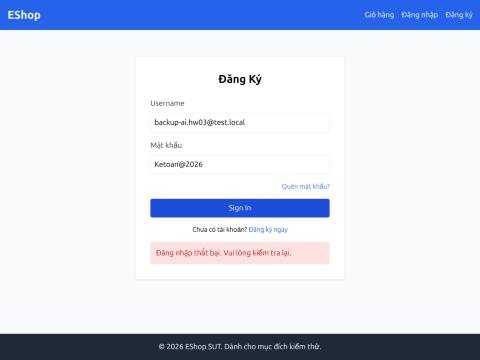 EShop
Giỏ hàng Đăng nhập Đăng ký
Đăng Ký
Username
backup-ai.hw03@test.local
Mật khẩu
Ketoan@2026
Quên mật khẩu?
Sign In
Chưa có tài khoản? Đăng ký ngay
Đăng nhập thất bại. Vui lòng kiểm tra lại.
© 2026 EShop SUT. Dành cho mục đích kiểm thử.